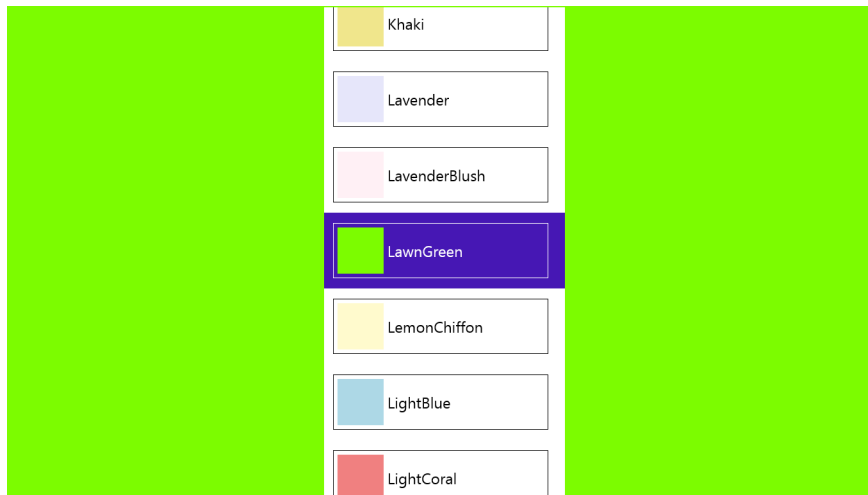 Khaki
Lavender
LavenderBlush
LawnGreen
LemonChiffon
LightBlue
LightCoral